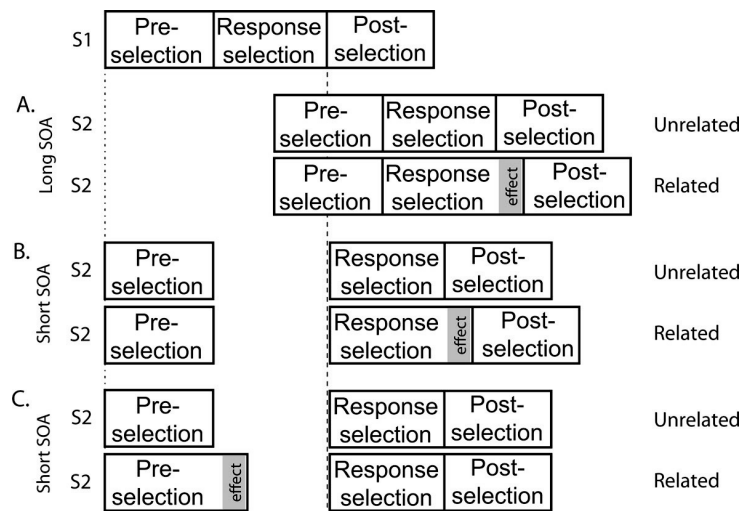 S1
Pre-
selection
Response
selection
Post-
selection
A.
Long SOA
S2
Pre-
selection
Response
selection
Post-
selection
Unrelated
S2
Pre-
selection
Response
selection
effect
Post-
selection
Related
B.
Short SOA
S2
Pre-
selection
Response
selection
Post-
selection
Unrelated
S2
Pre-
selection
Response
selection
effect
Post-
selection
Related
C.
Short SOA
S2
Pre-
selection
Response
selection
Post-
selection
Unrelated
S2
Pre-
selection
effect
Response
selection
Post-
selection
Related